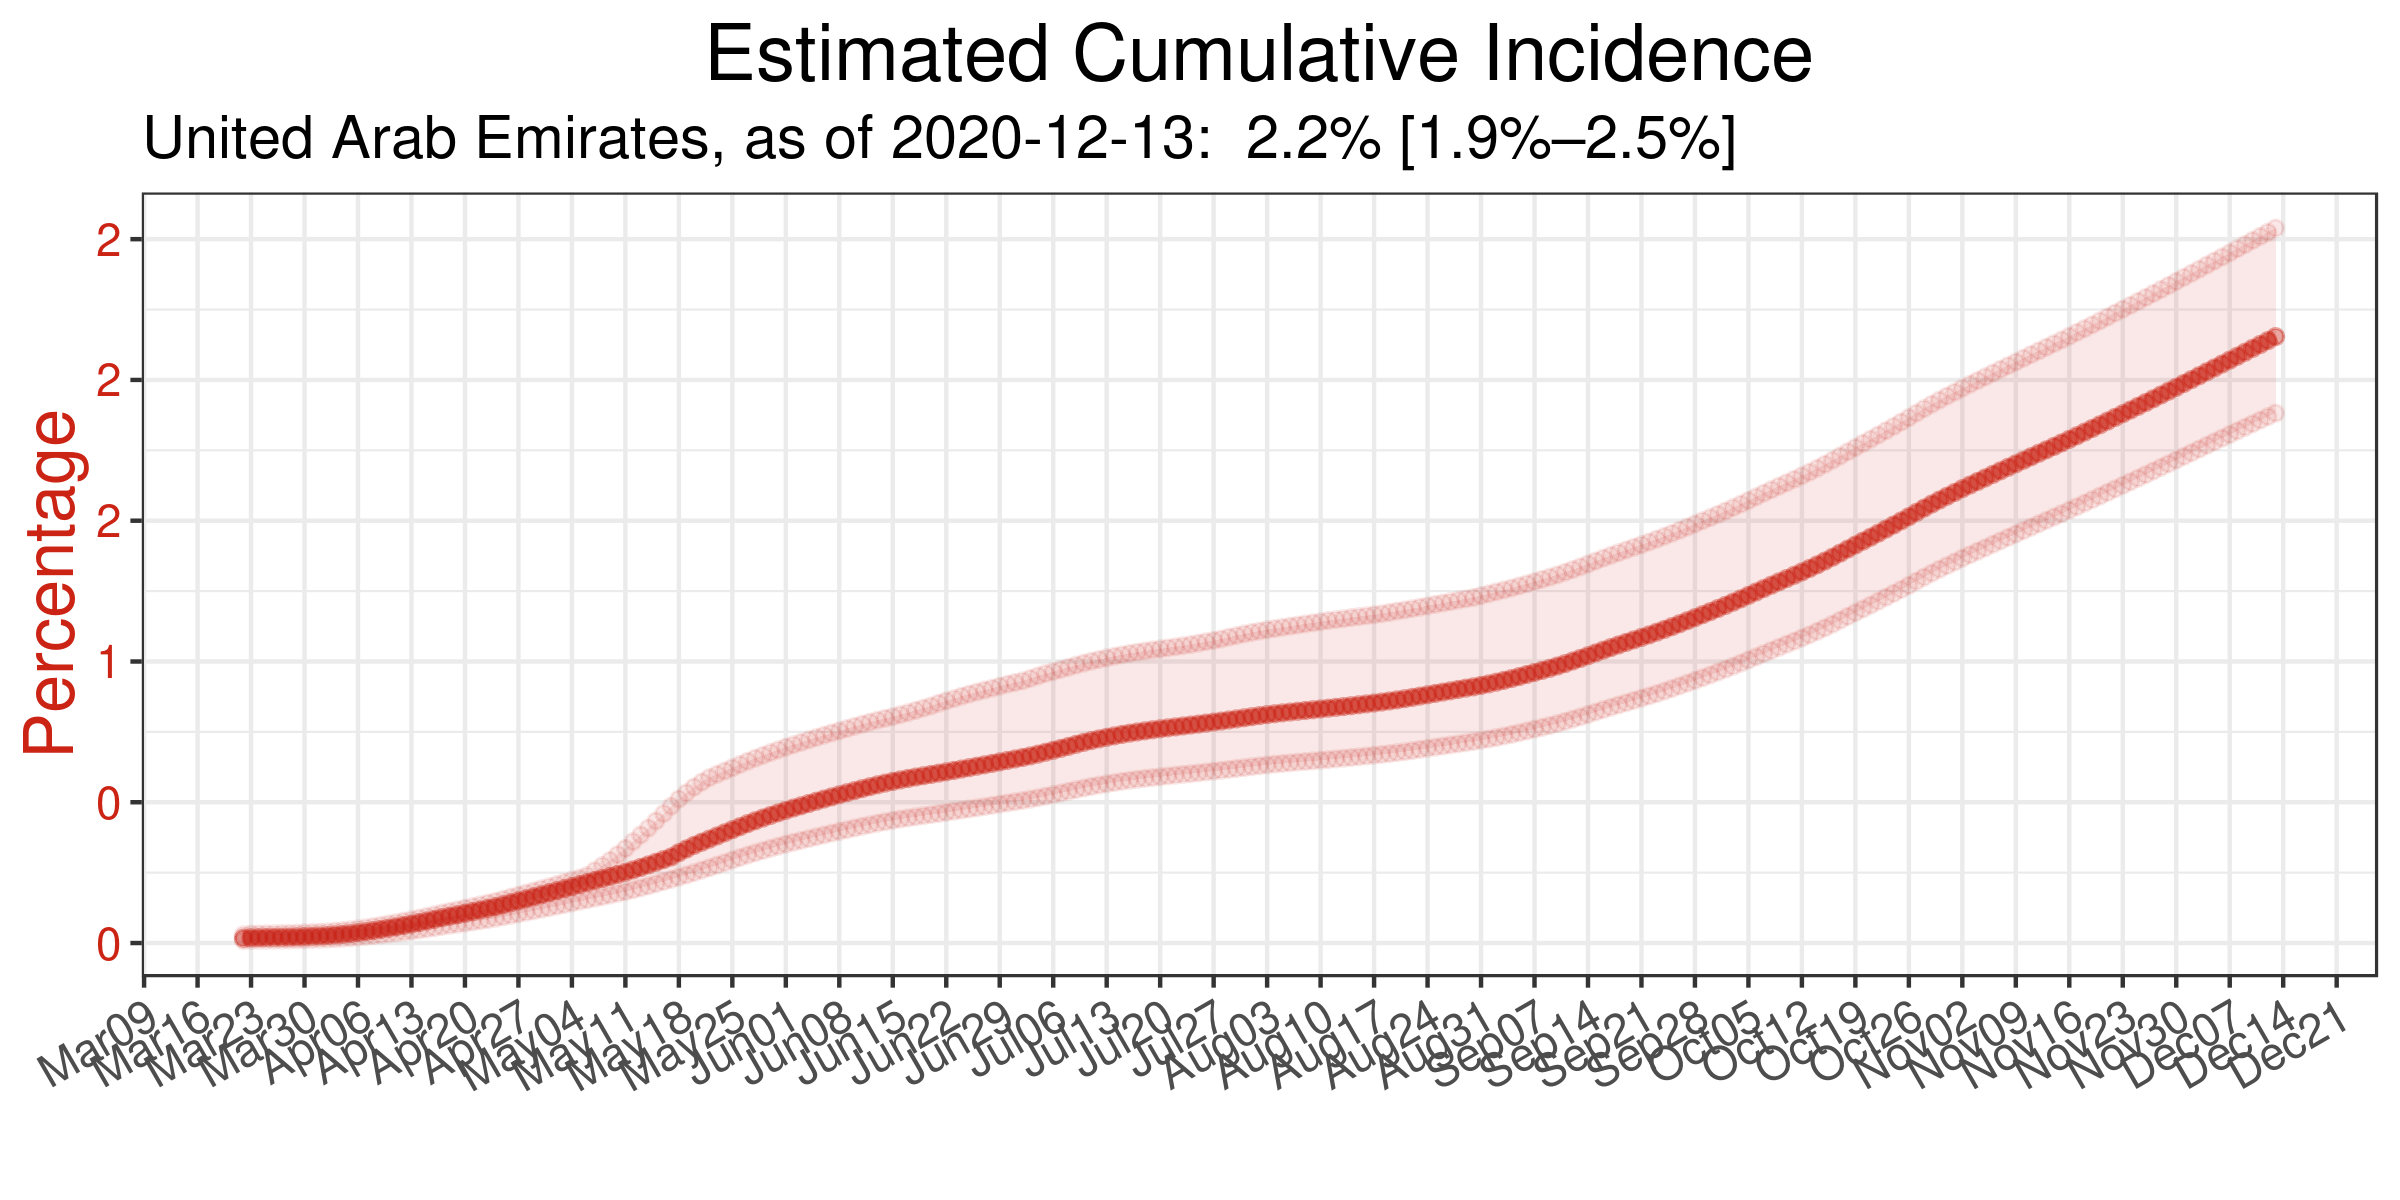 Estimated Cumulative Incidence
United Arab Emirates, as of 2020-12-13:  2.2% [1.9%–2.5%]
Percentage
2
2
2
1
0
0
Mar09
Mar16
Mar23
Mar30
Apr06
Apr13
Apr20
Apr27
May04
May11
May18
May25
Jun01
Jun08
Jun15
Jun22
Jun29
Jul06
Jul13
Jul20
Jul27
Aug03
Aug10
Aug17
Aug24
Aug31
Sep07
Sep14
Sep21
Sep28
Oct05
Oct12
Oct19
Oct26
Nov02
Nov09
Nov16
Nov23
Nov30
Dec07
Dec14
Dec21